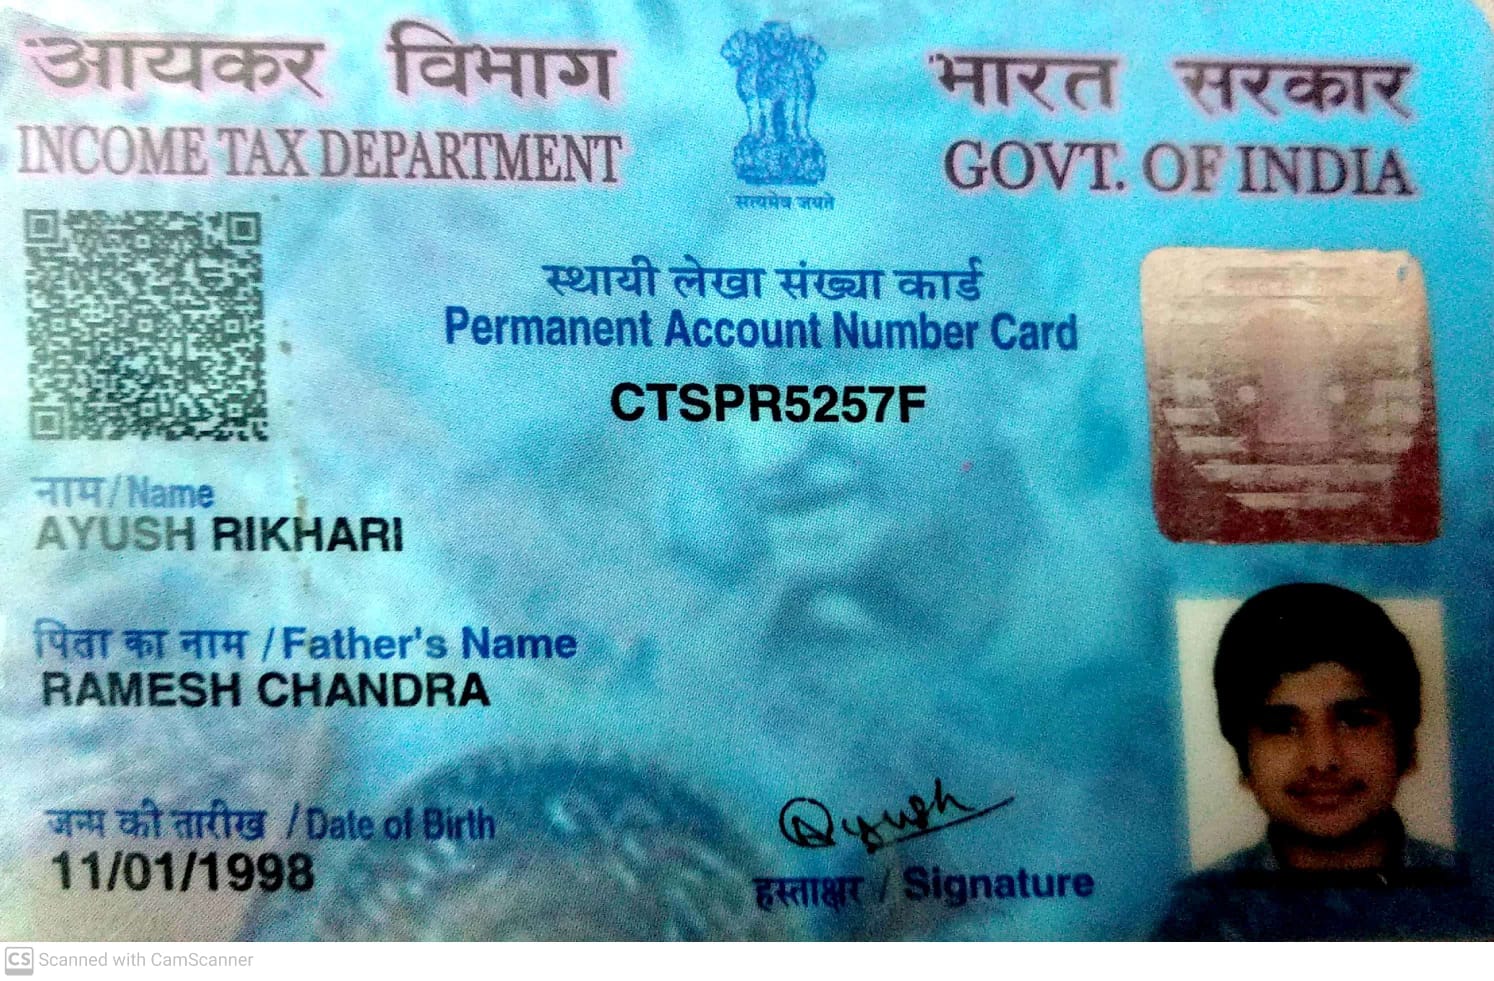 आयकर विभाग
INCOME TAX DEPARTMENT
सत्यमेव जयते
भारत सरकार
GOVT. OF INDIA
स्थायी लेखा संख्या कार्ड
Permanent Account Number Card
CTSPR5257F
नाम/Name
AYUSH RIKHARI
पिता का नाम /Father's Name
RAMESH CHANDRA
जन्म की तारीख /Date of Birth
11/01/1998
Ayush
हस्ताक्षर / Signature
CS Scanned with CamScanner